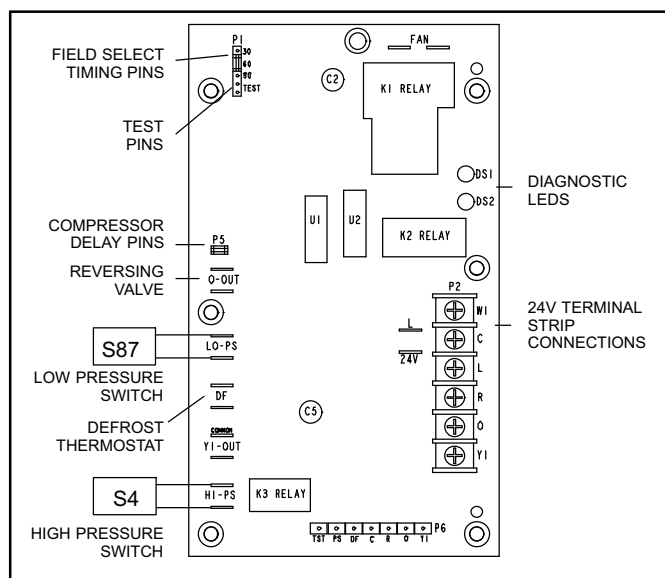 FIELD SELECT
TIMING PINS
TEST
PINS
COMPRESSOR
DELAY PINS
REVERSING
VALVE
S87
LOW PRESSURE
SWITCH
DEFROST
THERMOSTAT
S4
HIGH PRESSURE
SWITCH
P1
30
60
90
TEST
P5
O-OUT
LO-PS
DF
COMMON
Y1-OUT
HI-PS
FAN
C2
K1 RELAY
DS1
DS2
U1
U2
K2 RELAY
L
24V
C5
K3 RELAY
P2
W1
C
L
R
O
Y1
P6
TST PS DF C R O Y1
DIAGNOSTIC
LEDS
24V TERMINAL
STRIP
CONNECTIONS